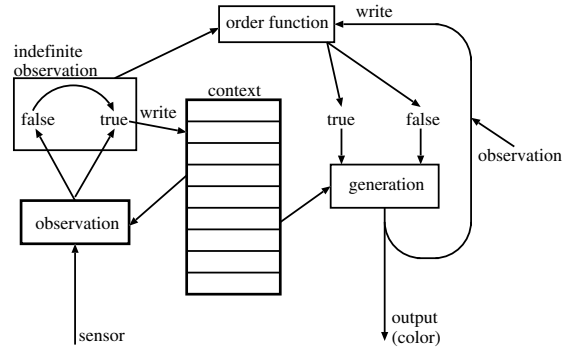 order function
write
indefinite
observation
context
false
true
write
true
false
observation
generation
observation
output
(color)
sensor